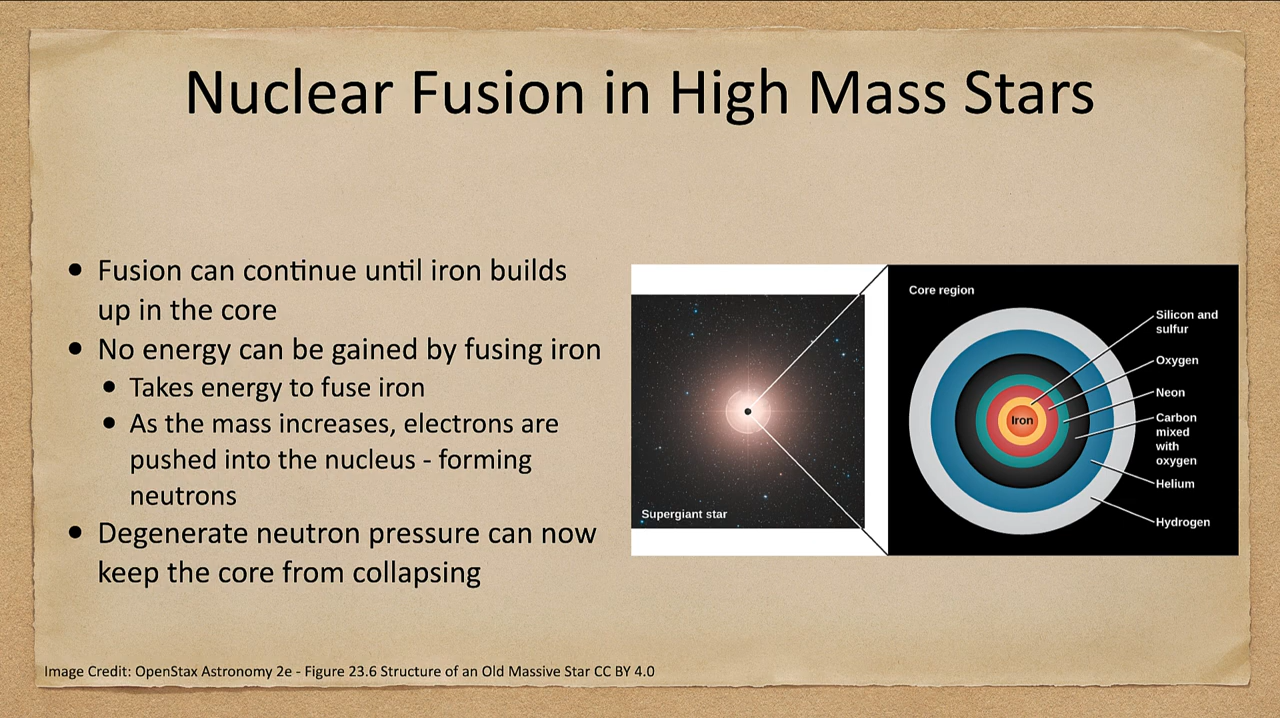 Nuclear Fusion in High Mass Stars
• Fusion can continue until iron builds
up in the core
• No energy can be gained by fusing iron
• Takes energy to fuse iron
• As the mass increases, electrons are
pushed into the nucleus - forming
neutrons
• Degenerate neutron pressure can now
keep the core from collapsing
Supergiant star
Core region
Silicon and
sulfur
Oxygen
Neon
Carbon
mixed
with
oxygen
Helium
Hydrogen
Iron
Image Credit: OpenStax Astronomy 2e - Figure 23.6 Structure of an Old Massive Star CC BY 4.0